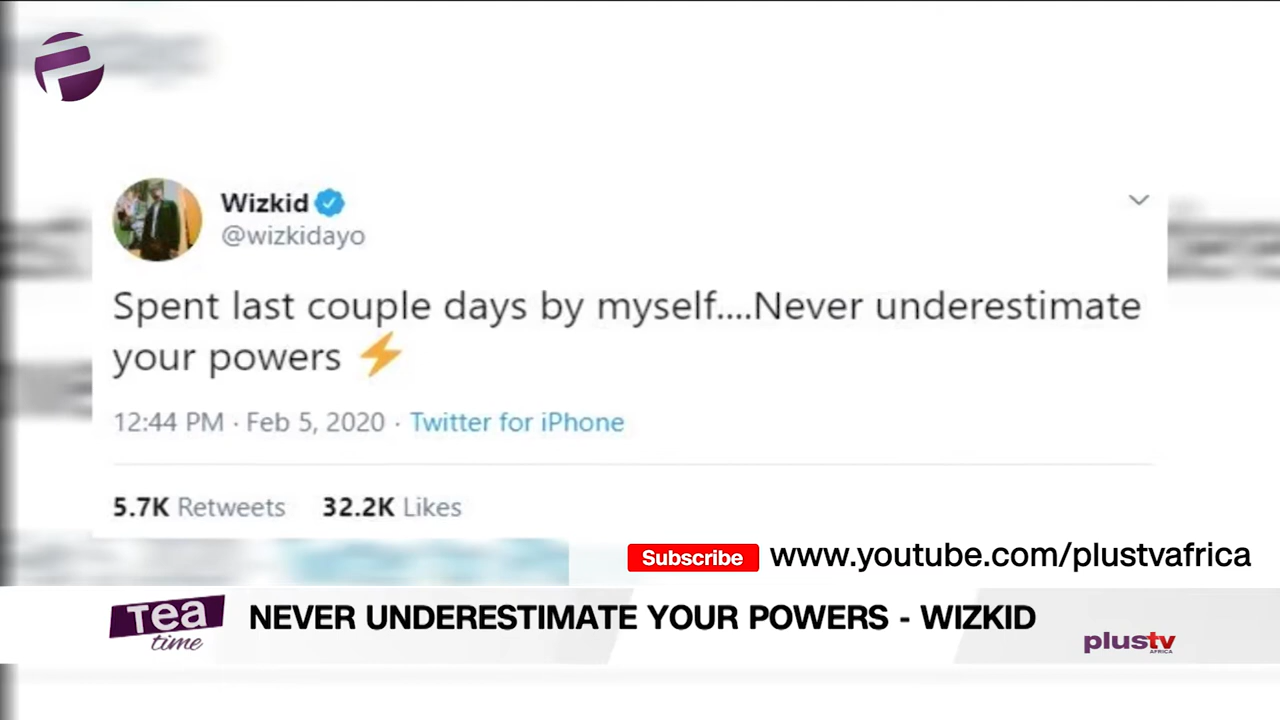 Wizkid
@wizkidayo
Spent last couple days by myself....Never underestimate
your powers ⚡
12:44 PM · Feb 5, 2020 · Twitter for iPhone
5.7K Retweets 32.2K Likes
Subscribe www.youtube.com/plustvafrica
Tea
time
NEVER UNDERESTIMATE YOUR POWERS - WIZKID
plustv
AFRICA